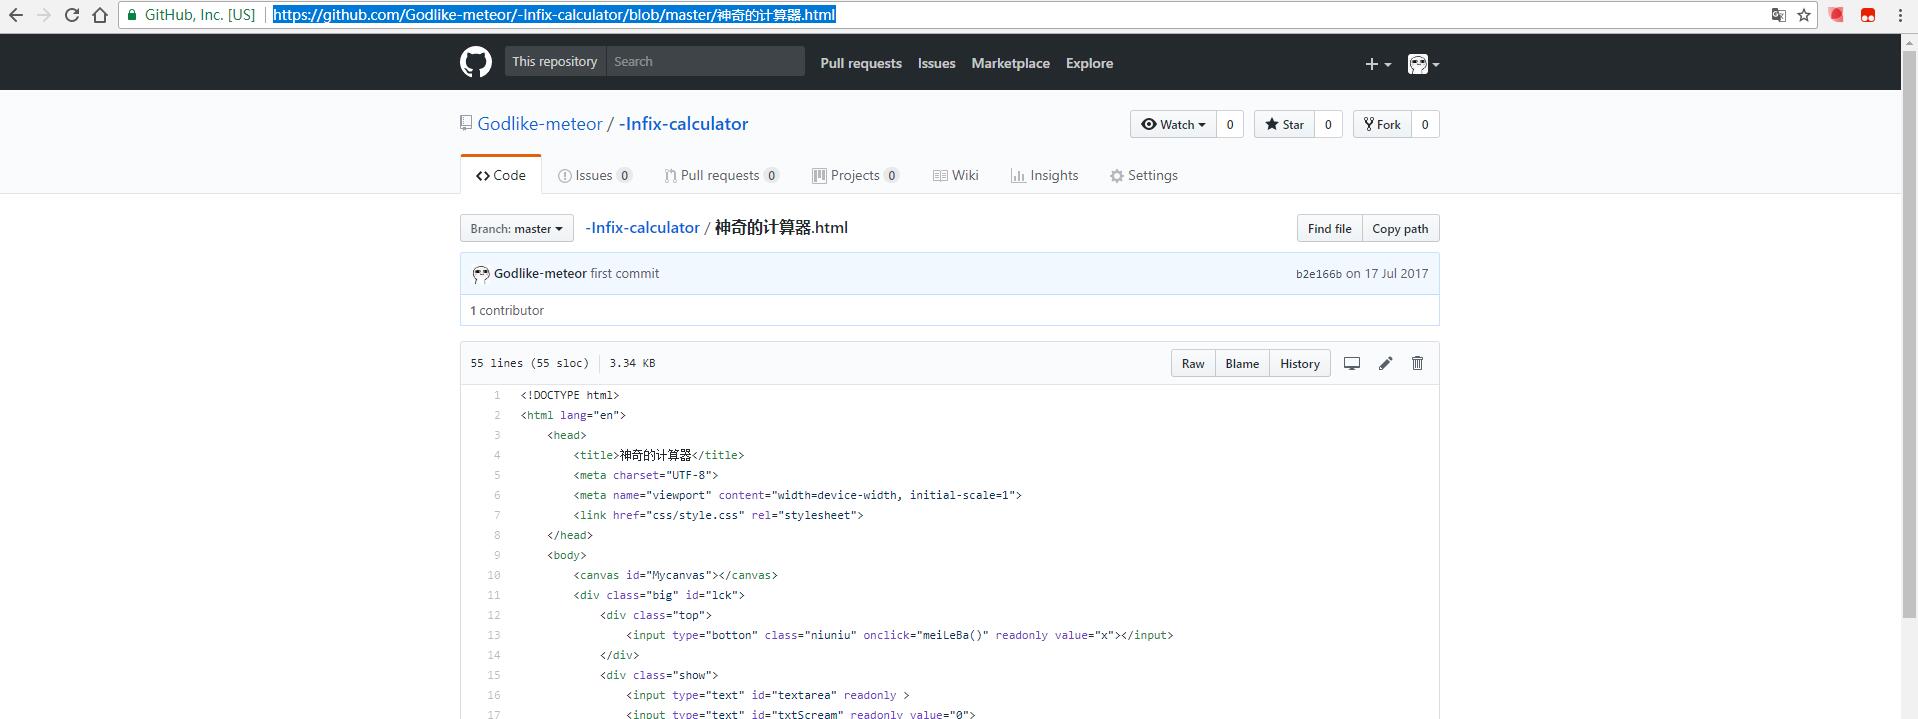 GitHub, Inc. [US] https://github.com/Godlike-meteor/-Infix-calculator/blob/master/神奇的计算器.html
This repository Search Pull requests Issues Marketplace Explore
Godlike-meteor / -Infix-calculator Watch 0 Star 0 Fork 0
Code Issues 0 Pull requests 0 Projects 0 Wiki Insights Settings
Branch: master -Infix-calculator / 神奇的计算器.html Find file Copy path
Godlike-meteor first commit b2e166b on 17 Jul 2017
1 contributor
55 lines (55 sloc) 3.34 KB Raw Blame History
1 <!DOCTYPE html>
2 <html lang="en">
3 <head>
4 <title>神奇的计算器</title>
5 <meta charset="UTF-8">
6 <meta name="viewport" content="width=device-width, initial-scale=1">
7 <link href="css/style.css" rel="stylesheet">
8 </head>
9 <body>
10 <canvas id="Mycanvas"></canvas>
11 <div class="big" id="lck">
12 <div class="top">
13 <input type="botton" class="niuniu" onclick="meiLeBa()" readonly value="x"></input>
14 </div>
15 <div class="show">
16 <input type="text" id="textarea" readonly >
17 <input type="text" id="txtScream" readonly value="0">